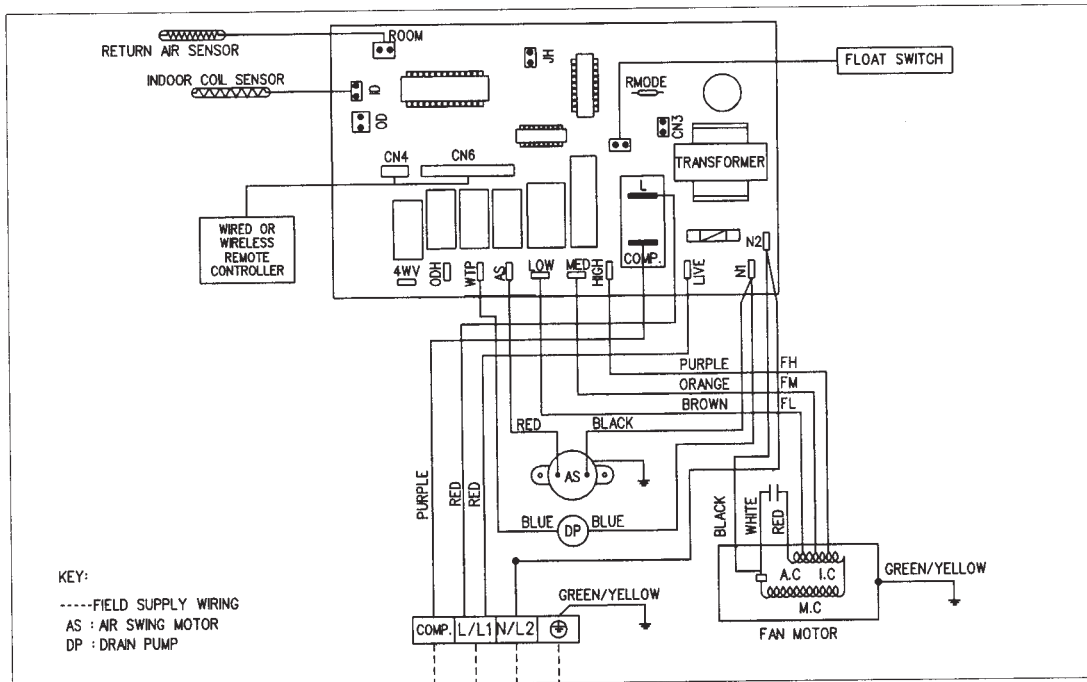 ROOM
RETURN AIR SENSOR
INDOOR COIL SENSOR
ID
OD
JH
RMODE
CN3
FLOAT SWITCH
TRANSFORMER
CN4
CN6
L
COMP.
WIRED OR
WIRELESS
REMOTE
CONTROLLER
4WV
ODH
WTP
AS
LOW
MED
HIGH
LIVE
N1
N2
PURPLE FH
ORANGE FM
BROWN FL
RED
BLACK
AS
PURPLE
RED
RED
BLUE
DP
BLUE
BLACK
WHITE
RED
A.C I.C
M.C
FAN MOTOR
GREEN/YELLOW
GREEN/YELLOW
COMP. L/L1 N/L2
KEY:
-----FIELD SUPPLY WIRING
AS : AIR SWING MOTOR
DP : DRAIN PUMP